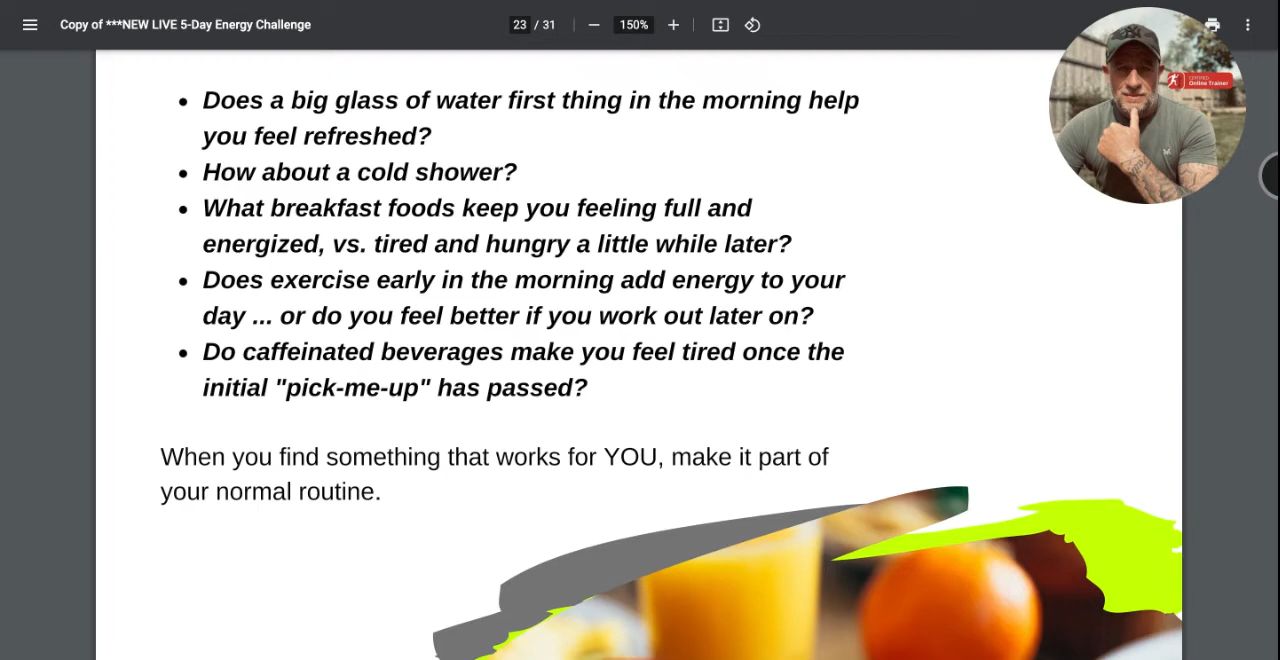 Copy of ***NEW LIVE 5-Day Energy Challenge
23 / 31
150%
CERTIFIED
Online Trainer
• Does a big glass of water first thing in the morning help
you feel refreshed?
• How about a cold shower?
• What breakfast foods keep you feeling full and
energized, vs. tired and hungry a little while later?
• Does exercise early in the morning add energy to your
day ... or do you feel better if you work out later on?
• Do caffeinated beverages make you feel tired once the
initial "pick-me-up" has passed?
When you find something that works for YOU, make it part of
your normal routine.